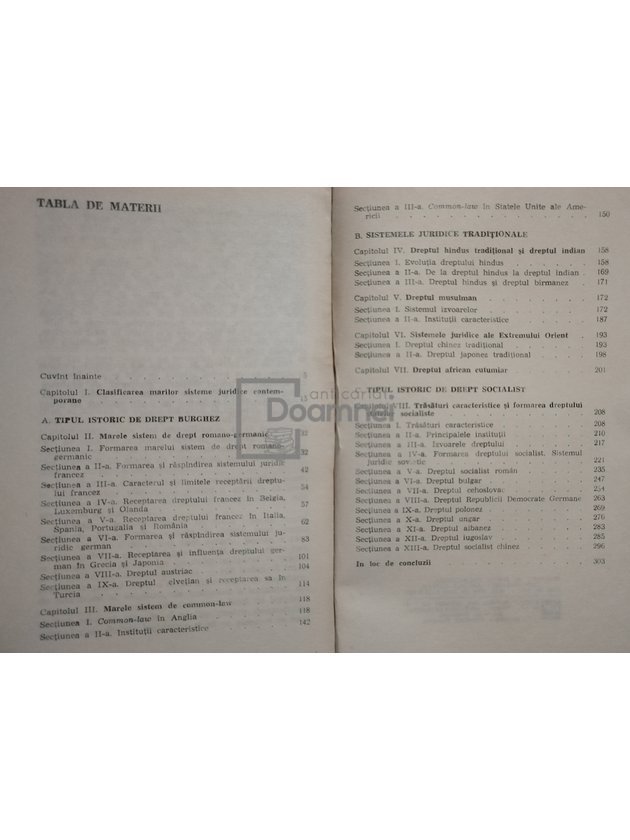 TABLA DE MATERII
Cuvînt înainte . . . 5
Capitolul I. Clasificarea marilor sisteme juridice contem-
porane . . . 15
A. TIPUL ISTORIC DE DREPT BURGHEZ
Capitolul II. Marele sistem de drept romano-germanic . 32
Secțiunea I. Formarea marelui sistem de drept romano-
germanic . . . 32
Secțiunea a II-a. Formarea și răspîndirea sistemului juridic
francez . . . 42
Secțiunea a III-a. Caracterul și limitele receptării dreptu-
lui francez . . . 54
Secțiunea a IV-a. Receptarea dreptului francez în Belgia,
Luxemburg și Olanda . . . 57
Secțiunea a V-a. Receptarea dreptului francez în Italia,
Spania, Portugalia și România . . . 62
Secțiunea a VI-a. Formarea și răspîndirea sistemului ju-
ridic german . . . 83
Secțiunea a VII-a. Receptarea și influența dreptului ger-
man în Grecia și Japonia . . . 101
Secțiunea a VIII-a. Dreptul austriac . . . 104
Secțiunea a IX-a. Dreptul elvețian și receptarea sa în
Turcia . . . 114
Capitolul III. Marele sistem de common-law . . . 118
Secțiunea I. Common-law în Anglia . . . 118
Secțiunea a II-a. Instituții caracteristice . . . 142
Secțiunea a III-a. Common-law în Statele Unite ale Ame-
ricii . . . 150
B. SISTEMELE JURIDICE TRADIȚIONALE
Capitolul IV. Dreptul hindus tradițional și dreptul indian 158
Secțiunea I. Evoluția dreptului hindus . . . 158
Secțiunea a II-a. De la dreptul hindus la dreptul indian . 169
Secțiunea a III-a. Dreptul hindus și dreptul birmanez . 171
Capitolul V. Dreptul musulman . . . 172
Secțiunea I. Sistemul izvoarelor . . . 172
Secțiunea a II-a. Instituții caracteristice . . . 187
Capitolul VI. Sistemele juridice ale Extremului Orient . 193
Secțiunea I. Dreptul chinez tradițional . . . 193
Secțiunea a II-a. Dreptul japonez tradițional . . . 198
Capitolul VII. Dreptul african cutumiar . . . 201
TIPUL ISTORIC DE DREPT SOCIALIST
Capitolul VIII. Trăsături caracteristice și formarea dreptului
socialiste . . . 208
Secțiunea I. Trăsături caracteristice . . . 208
Secțiunea a II-a. Principalele instituții . . . 210
Secțiunea a III-a. Izvoarele dreptului . . . 217
Secțiunea a IV-a. Formarea dreptului socialist. Sistemul
juridic sovietic . . . 221
Secțiunea a V-a. Dreptul socialist român . . . 235
Secțiunea a VI-a. Dreptul bulgar . . . 247
Secțiunea a VII-a. Dreptul cehoslovac . . . 254
Secțiunea a VIII-a. Dreptul Republicii Democrate Germane 263
Secțiunea a IX-a. Dreptul polonez . . . 269
Secțiunea a X-a. Dreptul ungar . . . 276
Secțiunea a XI-a. Dreptul albanez . . . 283
Secțiunea a XII-a. Dreptul iugoslav . . . 285
Secțiunea a XIII-a. Dreptul socialist chinez . . . 296
In loc de concluzii . . . 303
anticariat
Doamnei